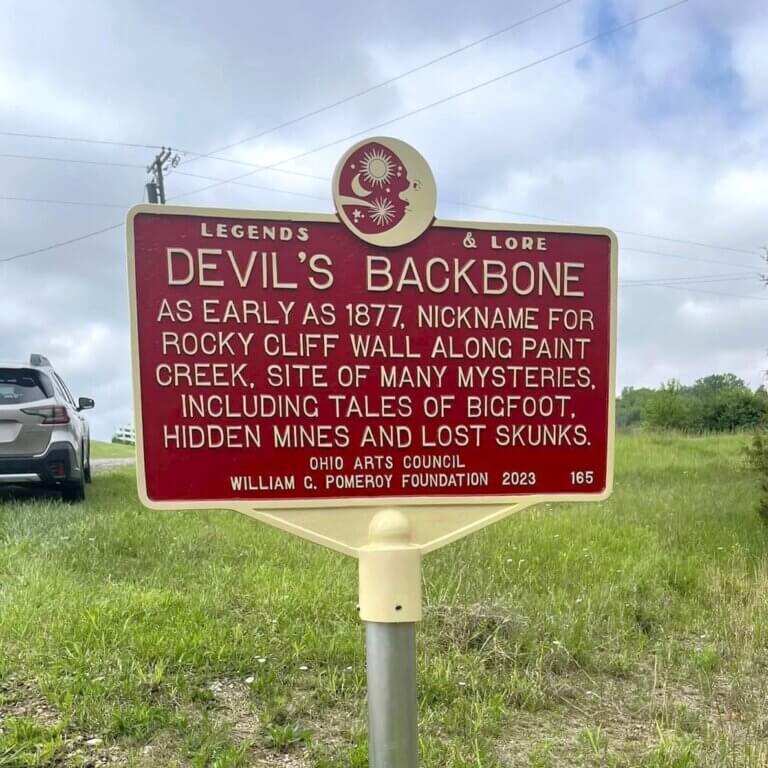 LEGENDS & LORE
DEVIL'S BACKBONE
AS EARLY AS 1877, NICKNAME FOR
ROCKY CLIFF WALL ALONG PAINT
CREEK, SITE OF MANY MYSTERIES,
INCLUDING TALES OF BIGFOOT,
HIDDEN MINES AND LOST SKUNKS.
OHIO ARTS COUNCIL
WILLIAM G. POMEROY FOUNDATION 2023 165